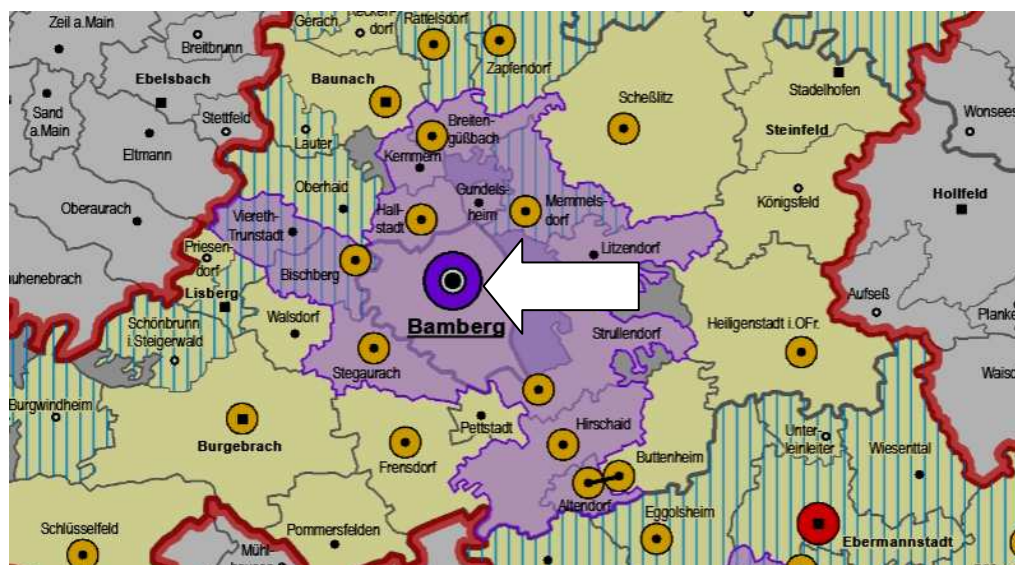 Zeil a.Main
Gerach
dorf
Rattelsdorf
Breitbrunn
Zapfendorf
Ebelsbach
Baunach
Stadelhofen
Scheßlitz
Sand
a.Main
Stettfeld
Breiten-
güßbach
Steinfeld
Wonsees
Eltmann
Lauter
Kemmern
Oberhaid
Gundels-
heim
Memmels-
dorf
Königsfeld
Hollfeld
Oberaurach
Viereth-
Trunstadt
Hall-
stadt
Litzendorf
Priesen-
dorf
Bischberg
uhenebrach
Lisberg
Aufseß
Schönbrunn
i.Steigerwald
Walsdorf
Bamberg
Strullendorf
Heiligenstadt i.OFr.
Planke
Stegaurach
Waisc
Burgwindheim
Pettstadt
Hirschaid
Unter-
leinleiter
Wiesenttal
Burgebrach
Frensdorf
Buttenheim
Altendorf
Eggolsheim
Schlüsselfeld
Pommersfelden
Ebermannstadt
Mühl-
hausen